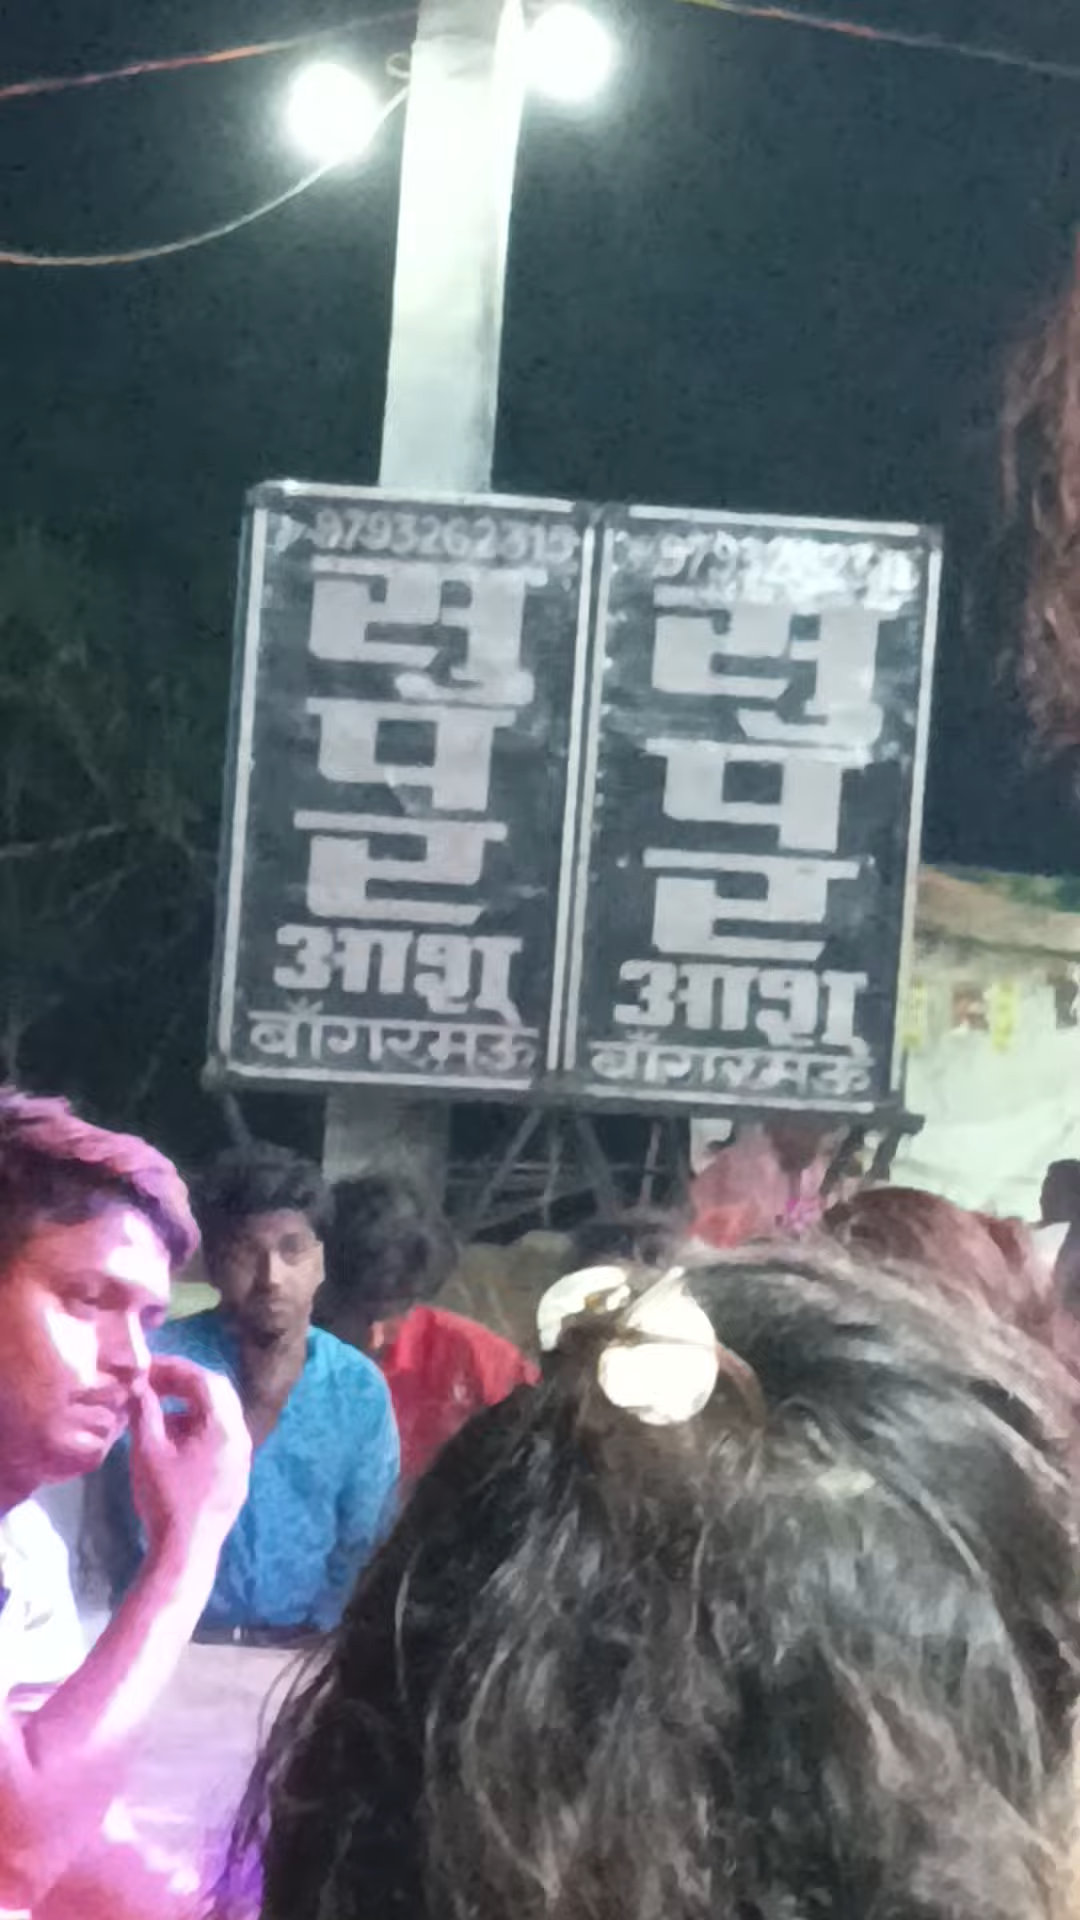 9793262313
सु
प
र
आशू
बाँगरमऊ
सु
प
र
आशू
बाँगरमऊ